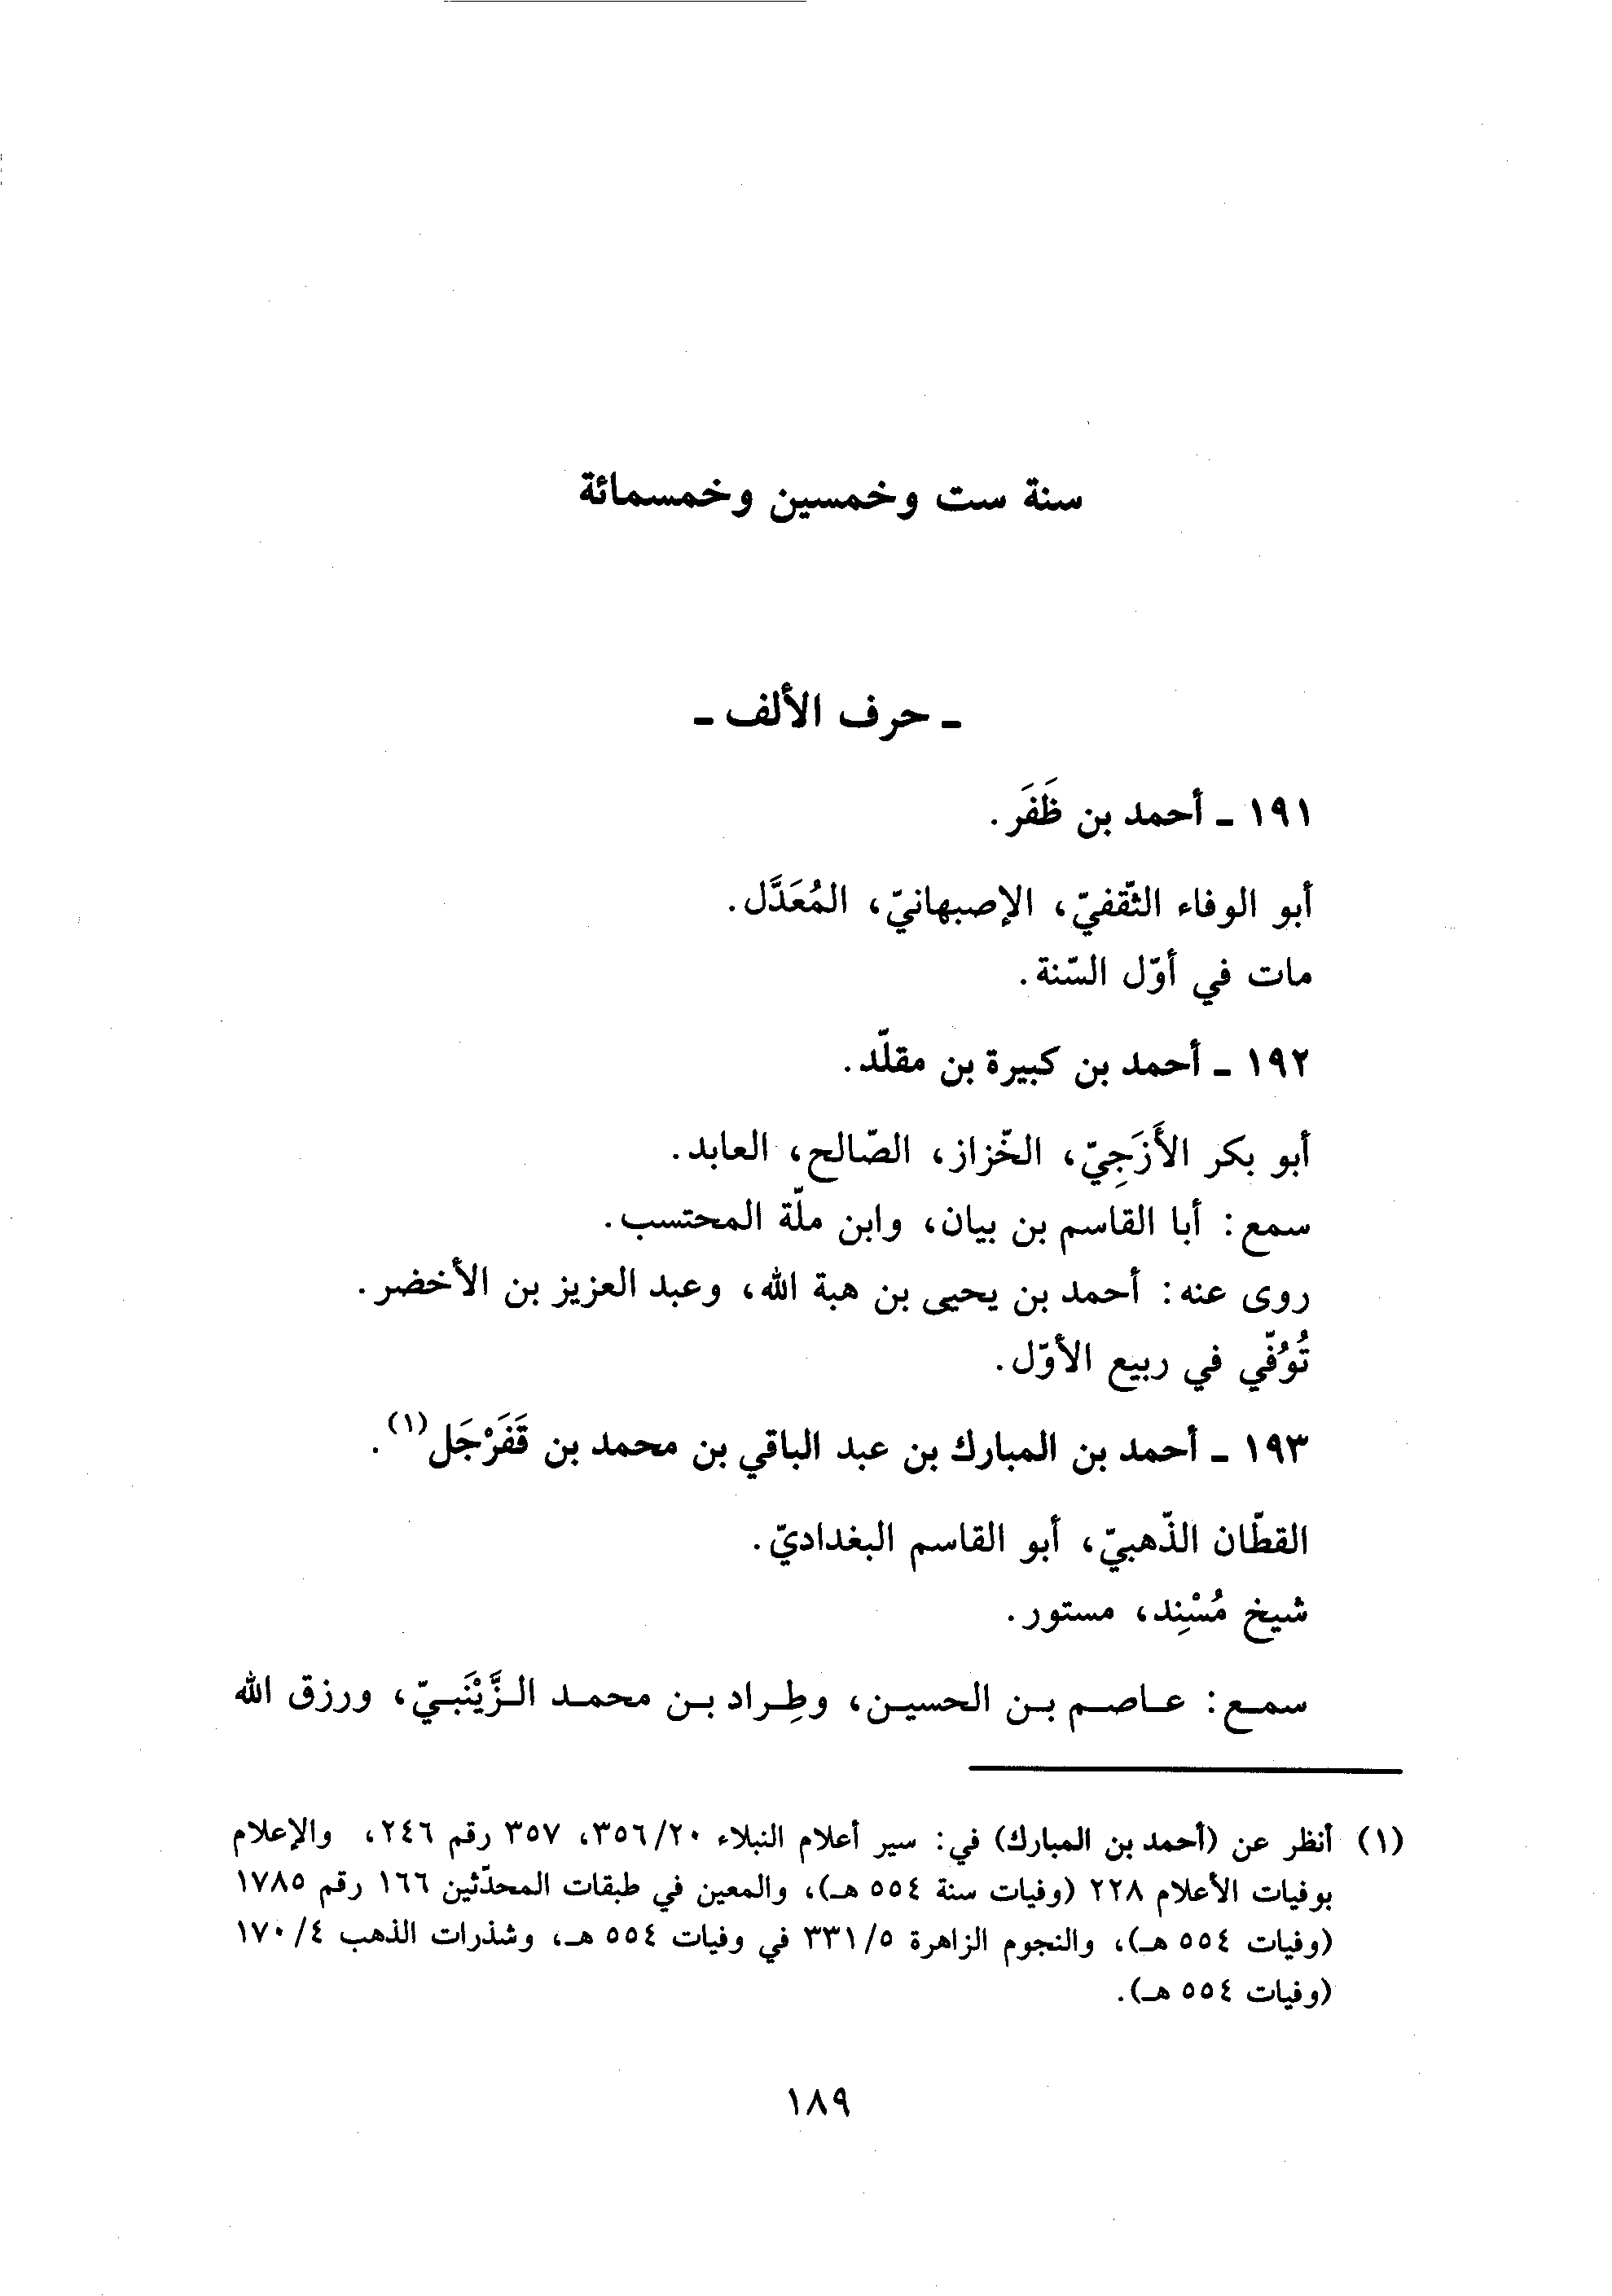 سنة ست وخمسين وخمسمائة
ـ حرف الألف ـ
١٩١ ـ أحمد بن ظَفَر.
أبو الوفاء الثّقفيّ، الإصبهانيّ، المُعَدَّل.
مات في أوّل السّنة.
١٩٢ ـ أحمد بن كبيرة بن مقلّد.
أبو بكر الأَزَجِيّ، الخّزاز، الصّالح، العابد.
سمع: أبا القاسم بن بيان، وابن ملّة المحتسب.
روى عنه: أحمد بن يحيى بن هبة الله، وعبد العزيز بن الأخضر.
تُوُفّي في ربيع الأوّل.
١٩٣ ـ أحمد بن المبارك بن عبد الباقي بن محمد بن قَفَرْجَل(١).
القطّان الذّهبيّ، أبو القاسم البغداديّ.
شيخ مُسْنِد، مستور.
سمع: عاصم بن الحسين، وطِراد بن محمد الزَّيْنَبيّ، ورزق الله
(١) أنظر عن (أحمد بن المبارك) في: سير أعلام النبلاء ٣٥٦/٢٠، ٣٥٧ رقم ٢٤٦، والإعلام
بوفيات الأعلام ٢٢٨ (وفيات سنة ٥٥٤ هـ)، والمعين في طبقات المحدّثين ١٦٦ رقم ١٧٨٥
(وفيات ٥٥٤ هـ)، والنجوم الزاهرة ٣٣١/٥ في وفيات ٥٥٤ هـ، وشذرات الذهب ١٧٠/٤
(وفيات ٥٥٤ هـ).
١٨٩